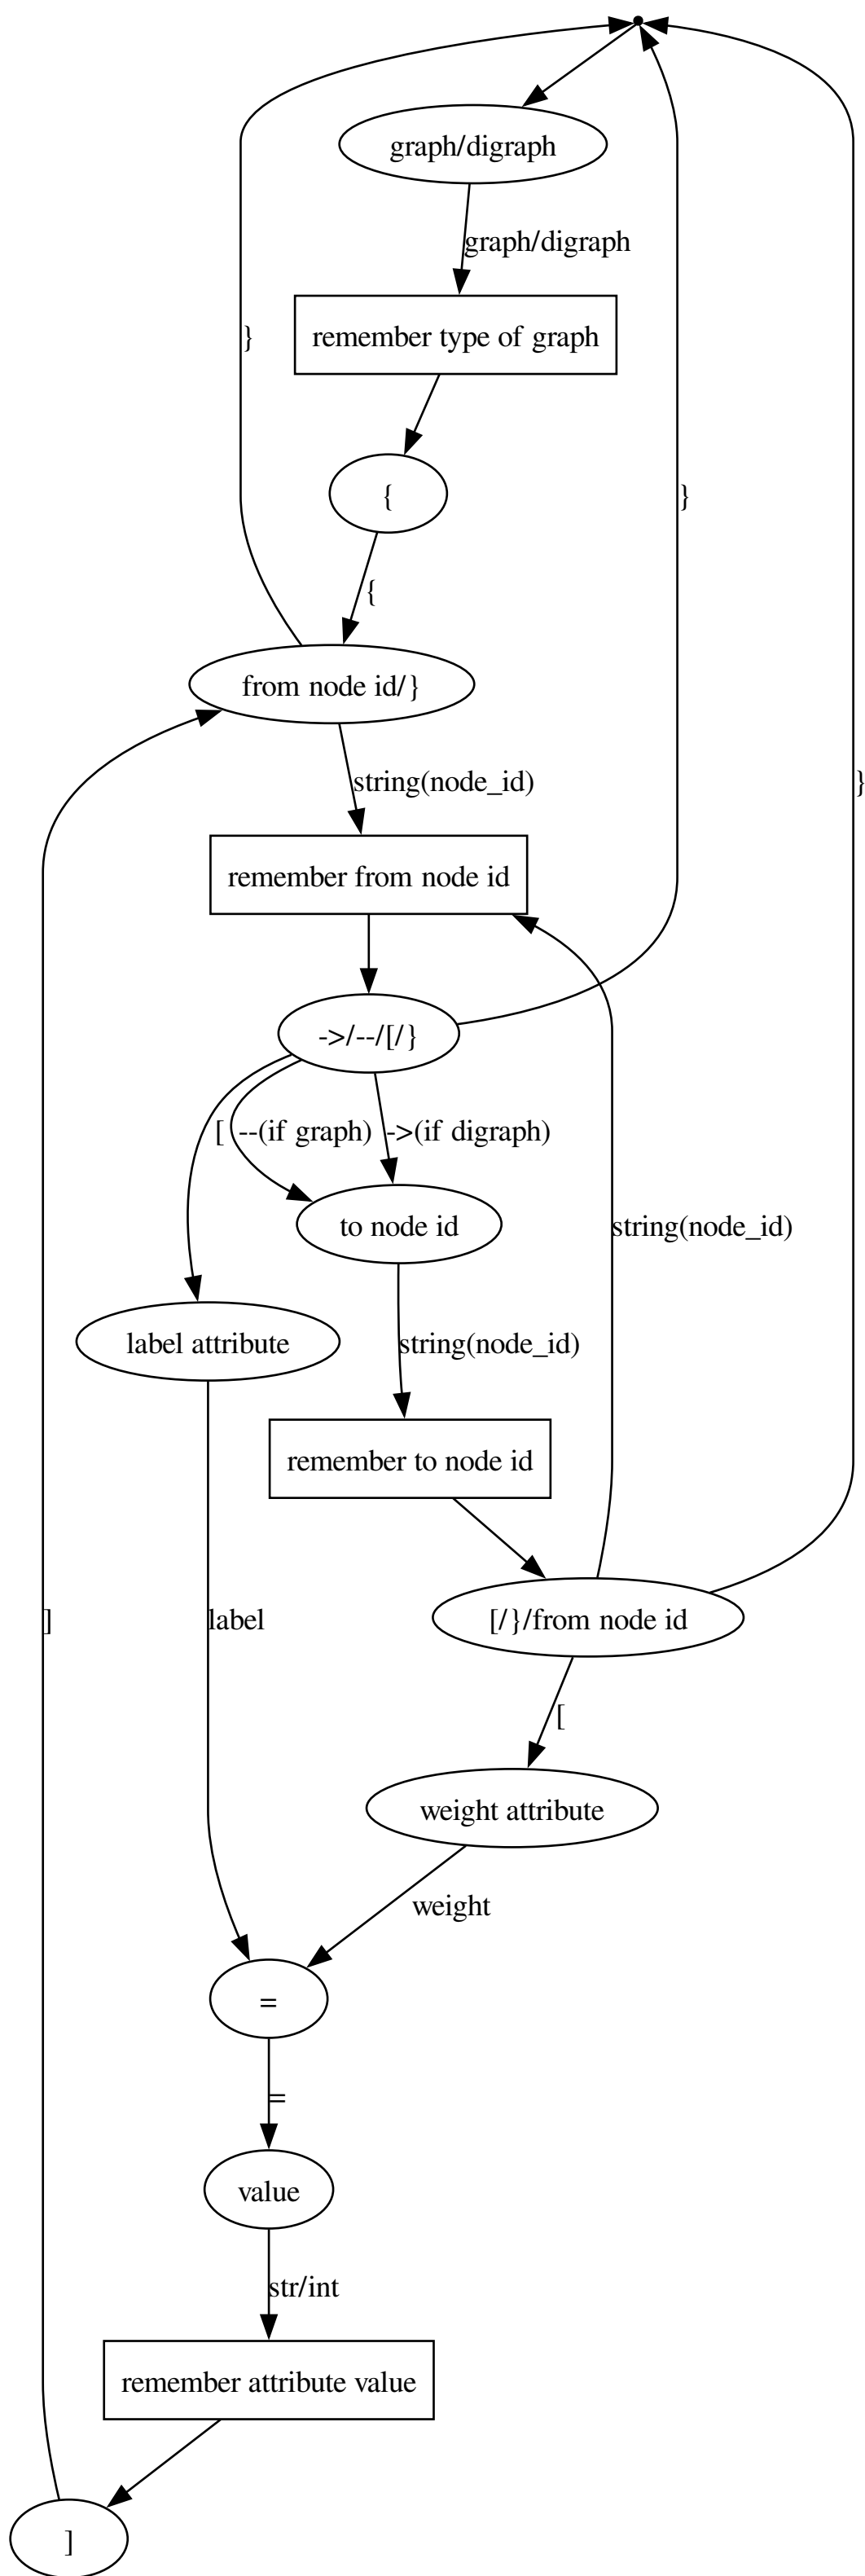 graph/digraph
graph/digraph
remember type of graph
}
{
}
{
from node id/}
string(node_id)
}
remember from node id
->/--/[/}
[
--(if graph)
->(if digraph)
to node id
string(node_id)
label attribute
string(node_id)
remember to node id
]
label
[/}/from node id
[
weight attribute
weight
=
=
value
str/int
remember attribute value
]